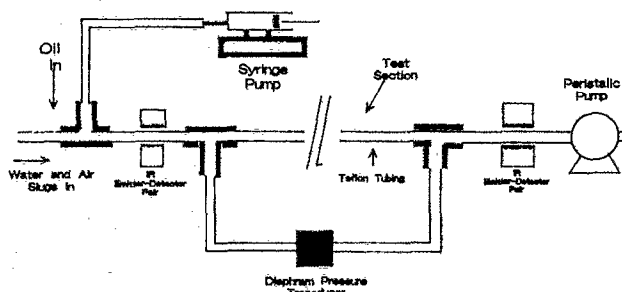 Oil
In
Syringe
Pump
Test
Section
Peristalic
Pump
Water and Air
Slugs In
IR
Emitter-Detector
Pair
Teflon Tubing
IR
Emitter-Detector
Pair
Diaphram Pressure
Transducer